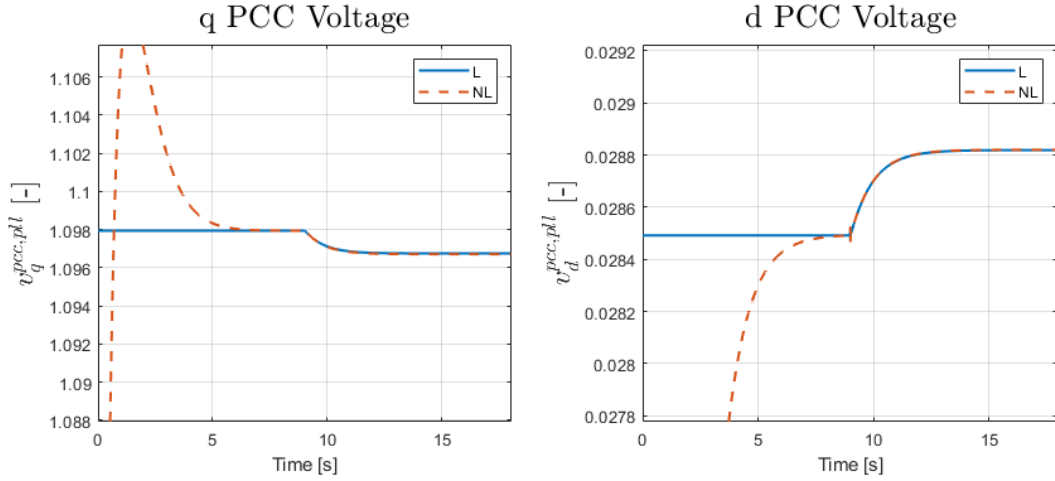 q PCC Voltage
1.106
1.104
1.102
1.1
1.098
1.096
1.094
1.092
1.09
1.088
0
5
10
15
Time [s]
v_q^{pcc,pll} [-]
L
NL
d PCC Voltage
0.0292
0.029
0.0288
0.0286
0.0284
0.0282
0.028
0.0278
0
5
10
15
Time [s]
v_d^{pcc,pll} [-]
L
NL